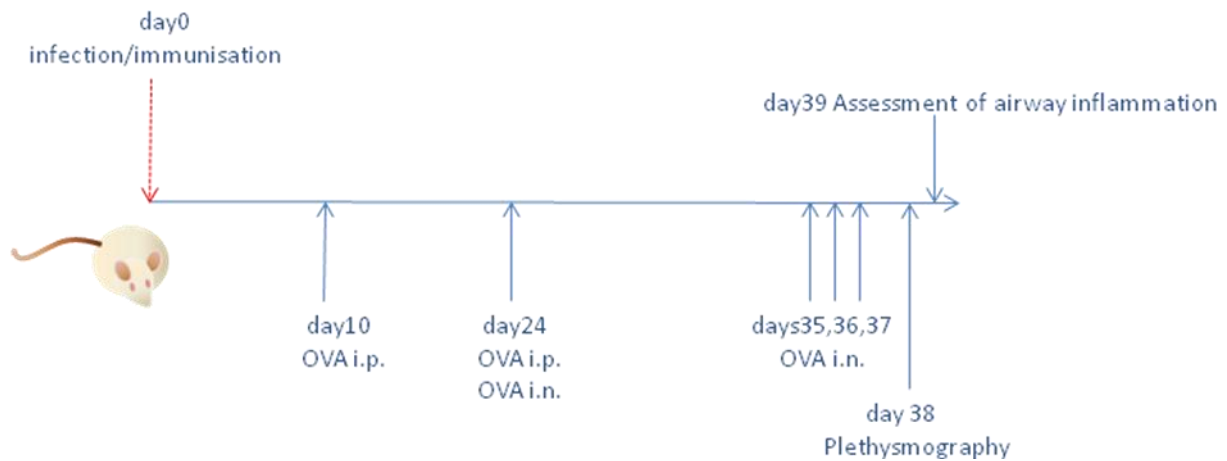 day0
infection/immunisation
day39 Assessment of airway inflammation
day10
OVA i.p.
day24
OVA i.p.
OVA i.n.
days35,36,37
OVA i.n.
day 38
Plethysmography